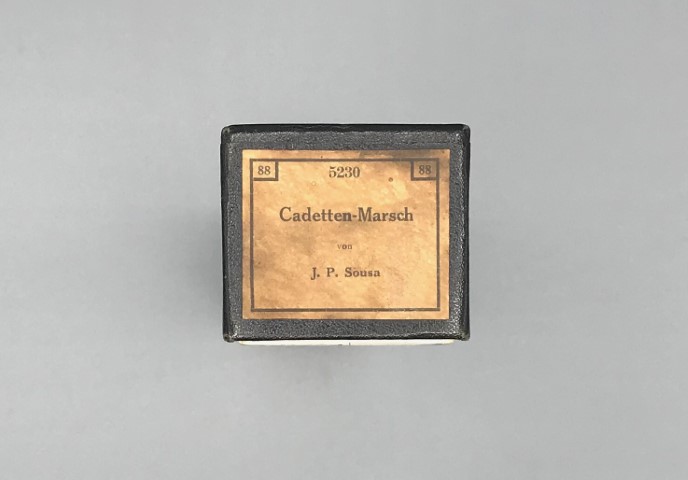 88 5230 88
Cadetten-Marsch
von
J. P. Sousa